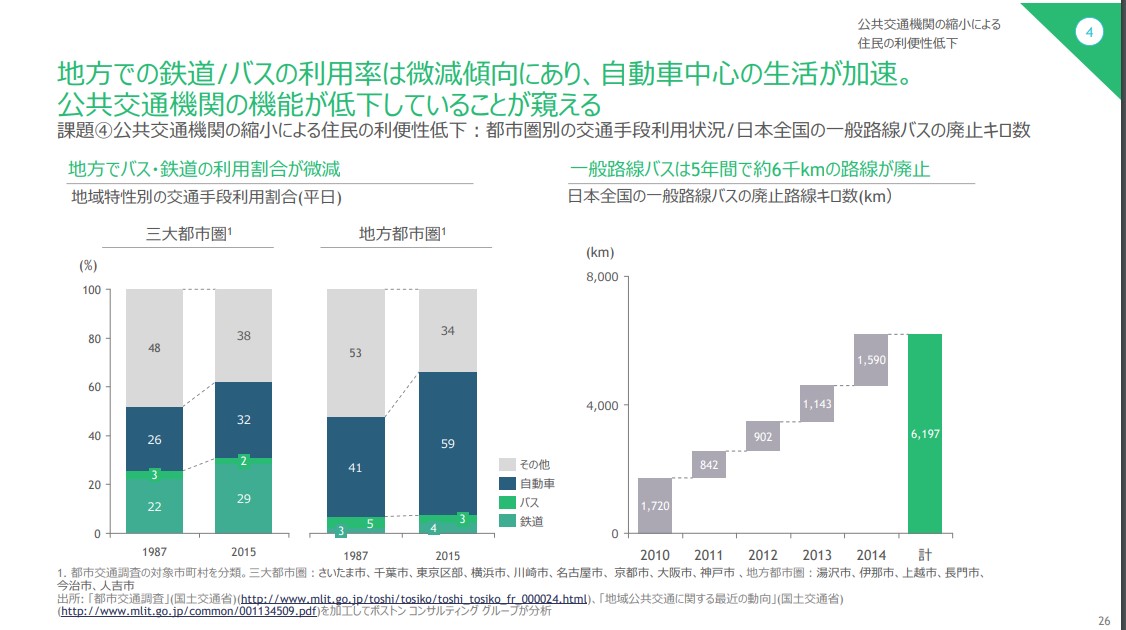 公共交通機関の縮小による
住民の利便性低下
4
地方での鉄道/バスの利用率は微減傾向にあり、自動車中心の生活が加速。
公共交通機関の機能が低下していることが窺える
課題④公共交通機関の縮小による住民の利便性低下：都市圏別の交通手段利用状況/日本全国の一般路線バスの廃止キロ数
地方でバス・鉄道の利用割合が微減
地域特性別の交通手段利用割合(平日)
三大都市圏1
地方都市圏1
(%)
100
80
60
40
20
0
48
26
3
22
1987
38
32
2
29
2015
53
41
5
3
1987
34
59
3
4
2015
その他
自動車
バス
鉄道
一般路線バスは5年間で約6千kmの路線が廃止
日本全国の一般路線バスの廃止路線キロ数(km)
(km)
8,000
4,000
0
1,720
842
902
1,143
1,590
6,197
2010
2011
2012
2013
2014
計
1. 都市交通調査の対象市町村を分類。三大都市圏：さいたま市、千葉市、東京区部、横浜市、川崎市、名古屋市、京都市、大阪市、神戸市 、地方都市圏：湯沢市、伊那市、上越市、長門市、
今治市、人吉市
出所:「都市交通調査」(国土交通省)(http://www.mlit.go.jp/toshi/tosiko/toshi_tosiko_fr_000024.html)、「地域公共交通に関する最近の動向」(国土交通省)
(http://www.mlit.go.jp/common/001134509.pdf)を加工してボストン コンサルティング グループが分析
26